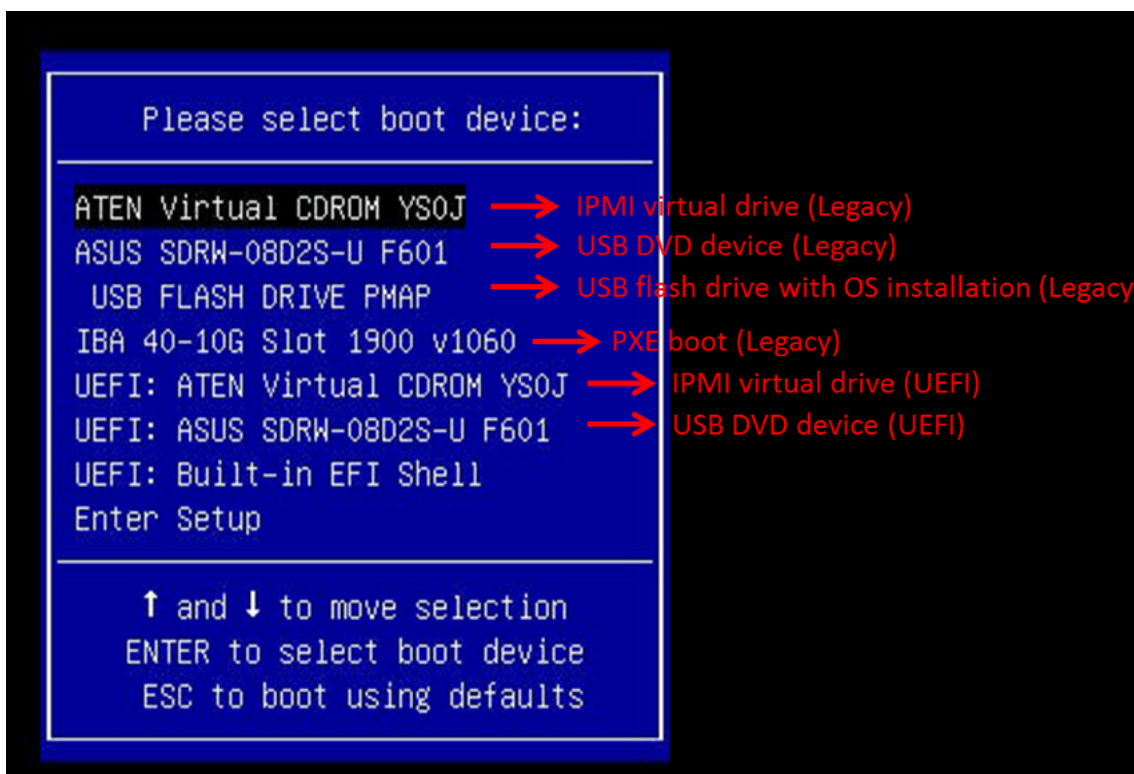 Please select boot device:
ATEN Virtual CDROM YS0J → IPMI virtual drive (Legacy)
ASUS SDRW-08D2S-U F601 → USB DVD device (Legacy)
USB FLASH DRIVE PMAP → USB flash drive with OS installation (Legacy
IBA 40-10G Slot 1900 v1060 → PXE boot (Legacy)
UEFI: ATEN Virtual CDROM YS0J → IPMI virtual drive (UEFI)
UEFI: ASUS SDRW-08D2S-U F601 → USB DVD device (UEFI)
UEFI: Built-in EFI Shell
Enter Setup
↑ and ↓ to move selection
ENTER to select boot device
ESC to boot using defaults